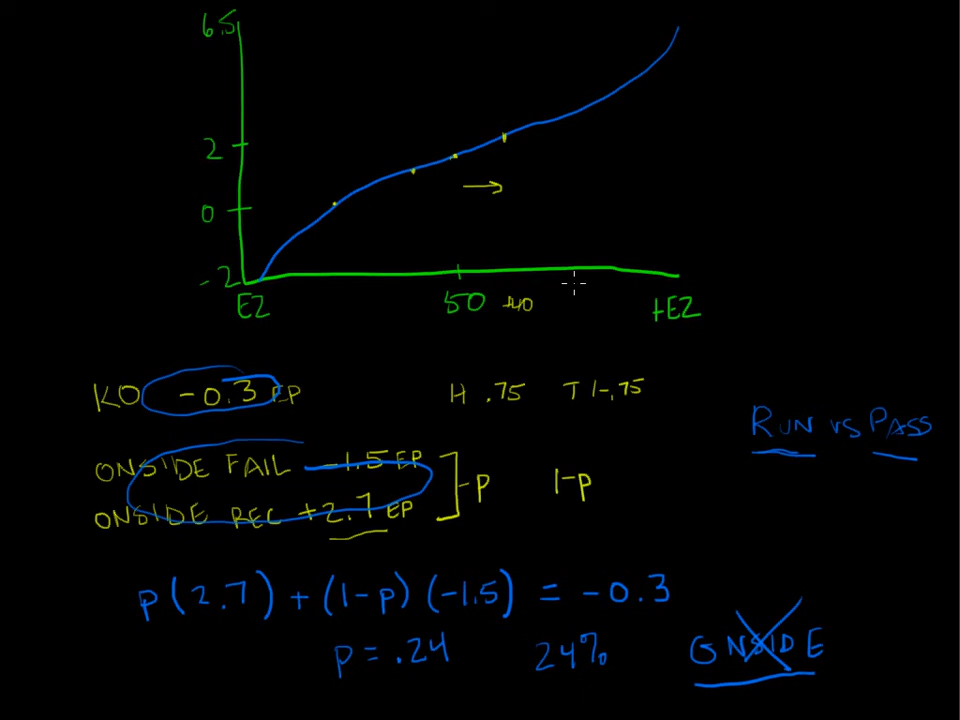 6.5
2
0
-2
EZ 50 +40 +EZ
KO -0.3 EP H .75 T 1-.75
RUN VS PASS
ONSIDE FAIL -1.5 EP
ONSIDE REC +2.7 EP
-p 1-p
p(2.7) + (1-p)(-1.5) = -0.3
p = .24 24% ONSIDE